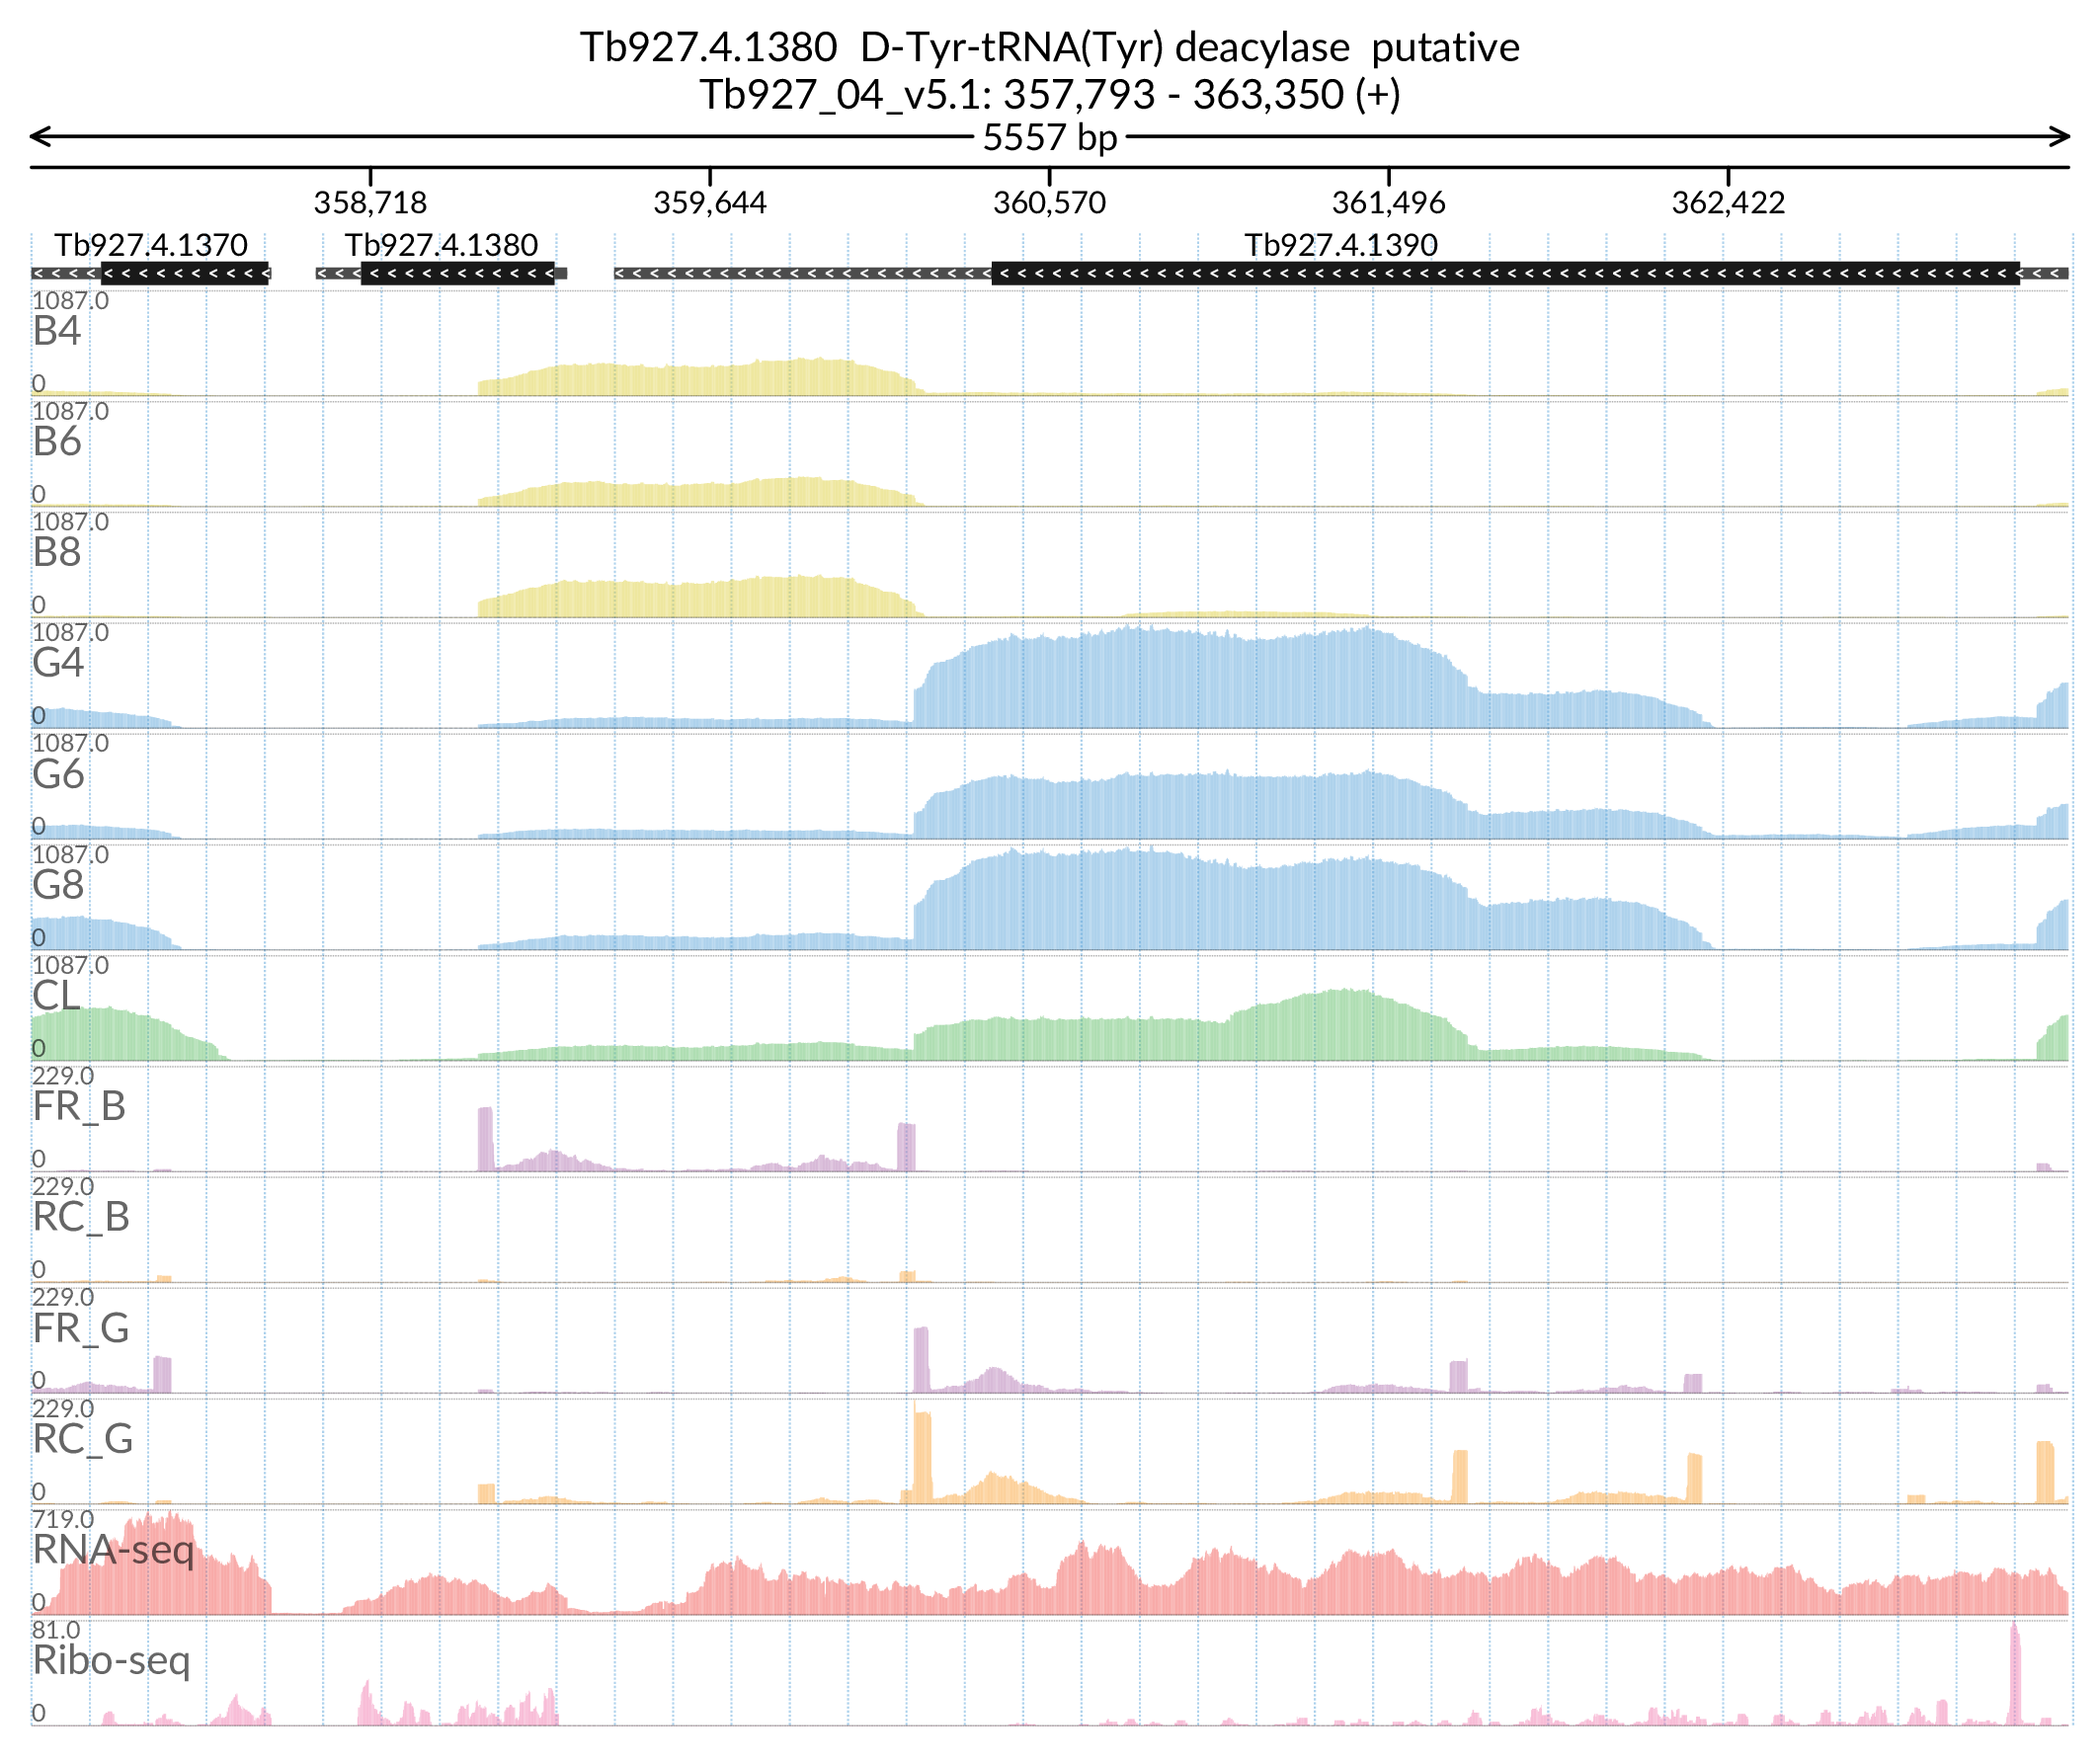 Tb927.4.1380  D-Tyr-tRNA(Tyr) deacylase  putative
Tb927_04_v5.1: 357,793 - 363,350 (+)
5557 bp
358,718 359,644 360,570 361,496 362,422
Tb927.4.1370 Tb927.4.1380 Tb927.4.1390
1087.0
B4
0
1087.0
B6
0
1087.0
B8
0
1087.0
G4
0
1087.0
G6
0
1087.0
G8
0
1087.0
CL
0
229.0
FR_B
0
229.0
RC_B
0
229.0
FR_G
0
229.0
RC_G
0
719.0
RNA-seq
0
81.0
Ribo-seq
0